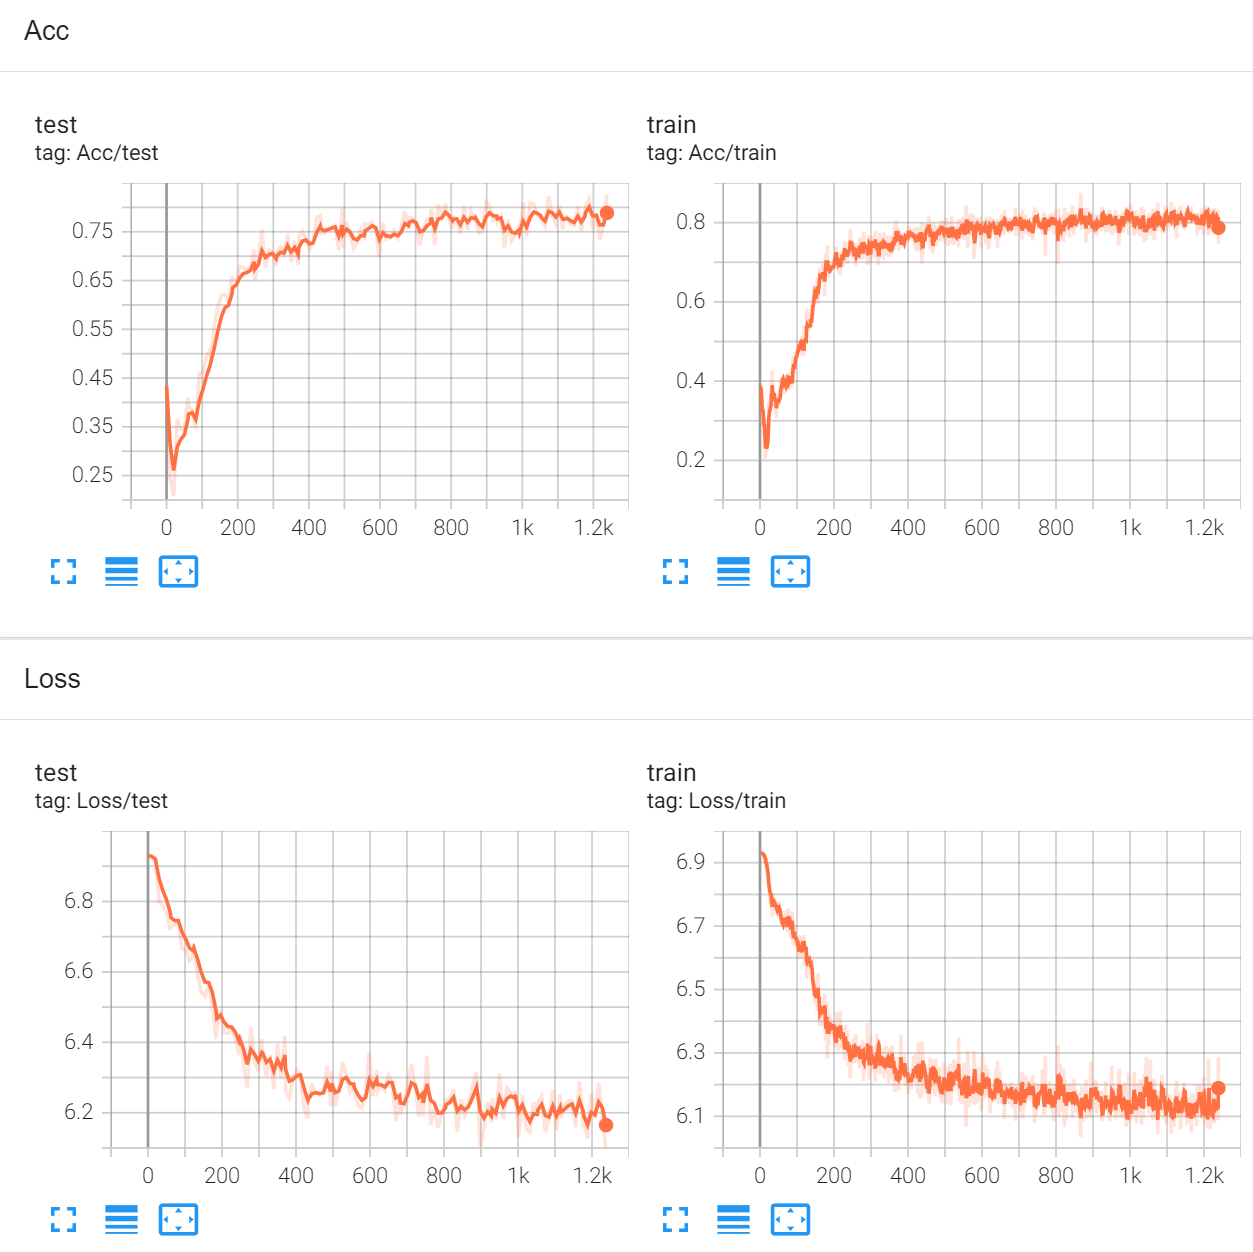 Acc
test
tag: Acc/test
0.75
0.65
0.55
0.45
0.35
0.25
0 200 400 600 800 1k 1.2k
train
tag: Acc/train
0.8
0.6
0.4
0.2
0 200 400 600 800 1k 1.2k
Loss
test
tag: Loss/test
6.8
6.6
6.4
6.2
0 200 400 600 800 1k 1.2k
train
tag: Loss/train
6.9
6.7
6.5
6.3
6.1
0 200 400 600 800 1k 1.2k